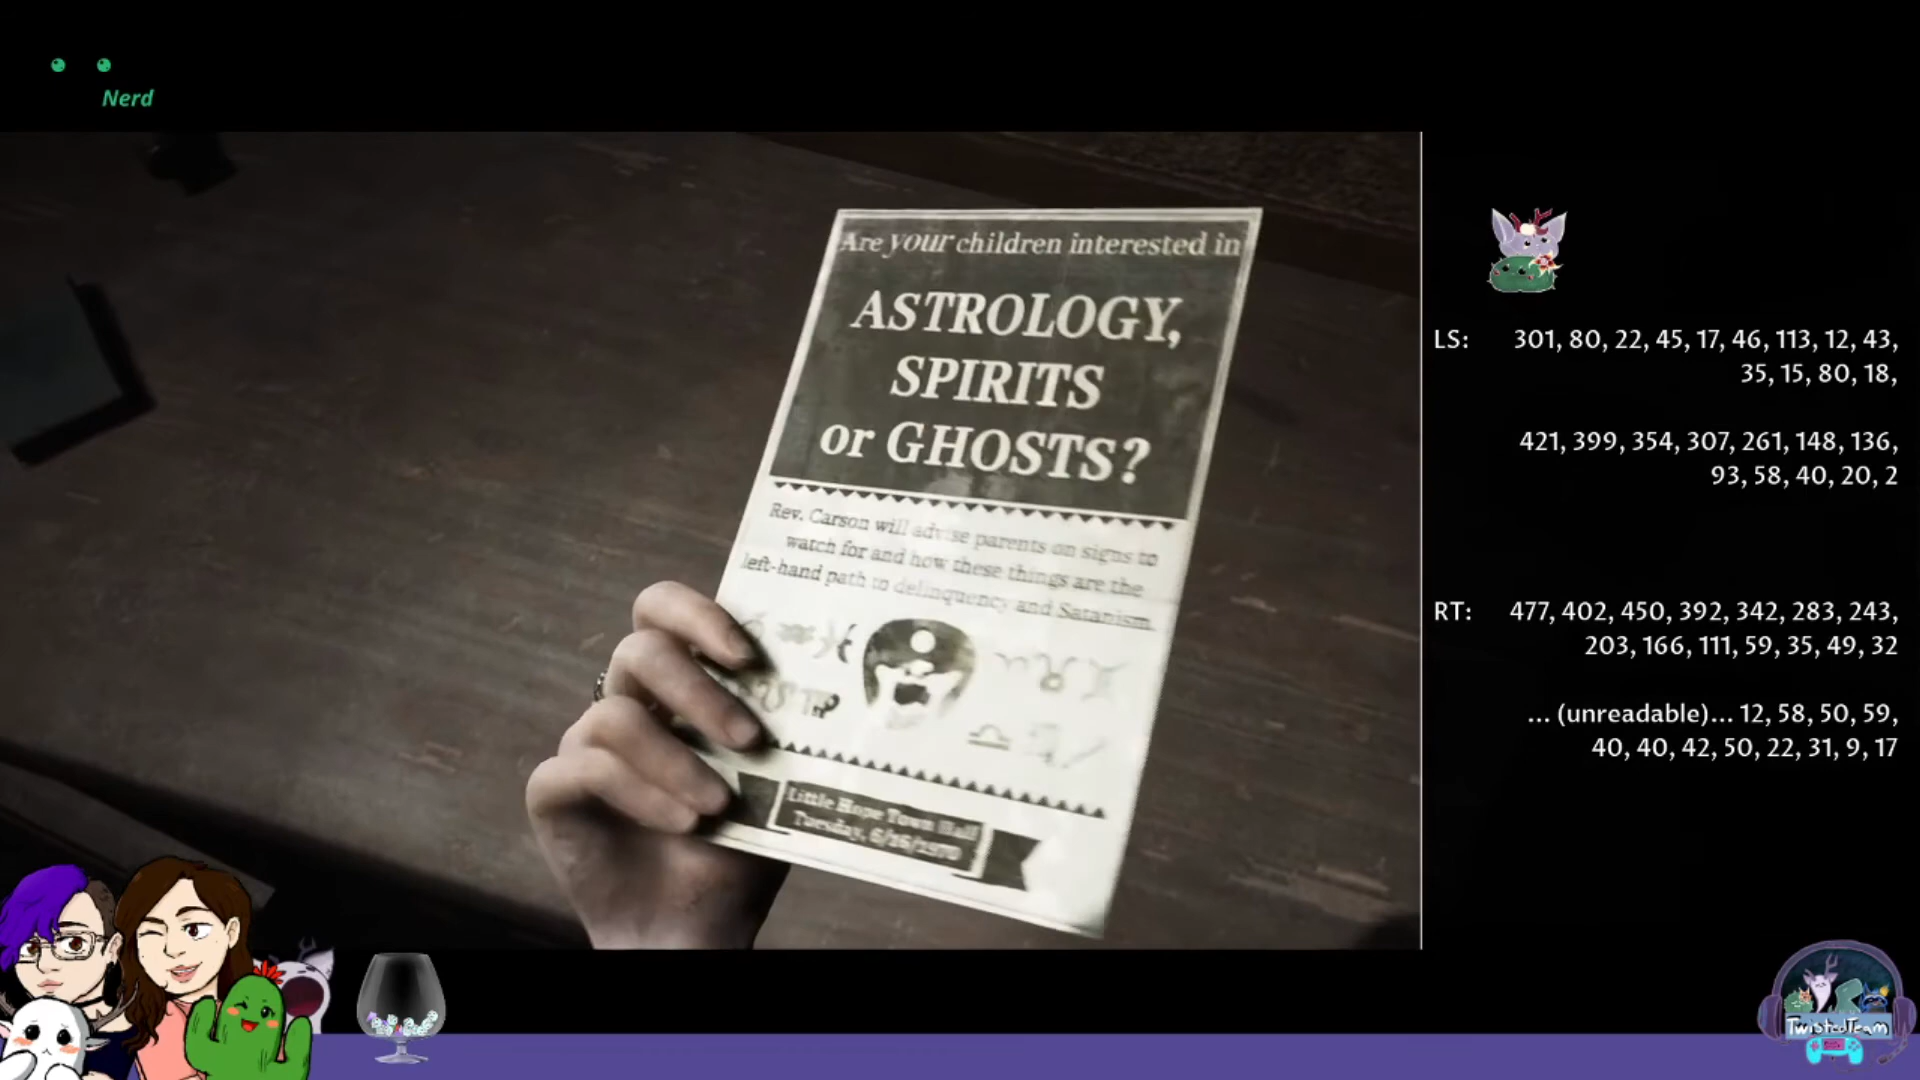 Nerd
Are your children interested in
ASTROLOGY,
SPIRITS
or GHOSTS?
Rev. Carson will advise parents on signs to
watch for and how these things are the
left-hand path to delinquency and Satanism.
Little Hope Town Hall
Tuesday, 6/16/1970
LS: 301, 80, 22, 45, 17, 46, 113, 12, 43,
35, 15, 80, 18,
421, 399, 354, 307, 261, 148, 136,
93, 58, 40, 20, 2
RT: 477, 402, 450, 392, 342, 283, 243,
203, 166, 111, 59, 35, 49, 32
... (unreadable)... 12, 58, 50, 59,
40, 40, 42, 50, 22, 31, 9, 17
TwistedTeam